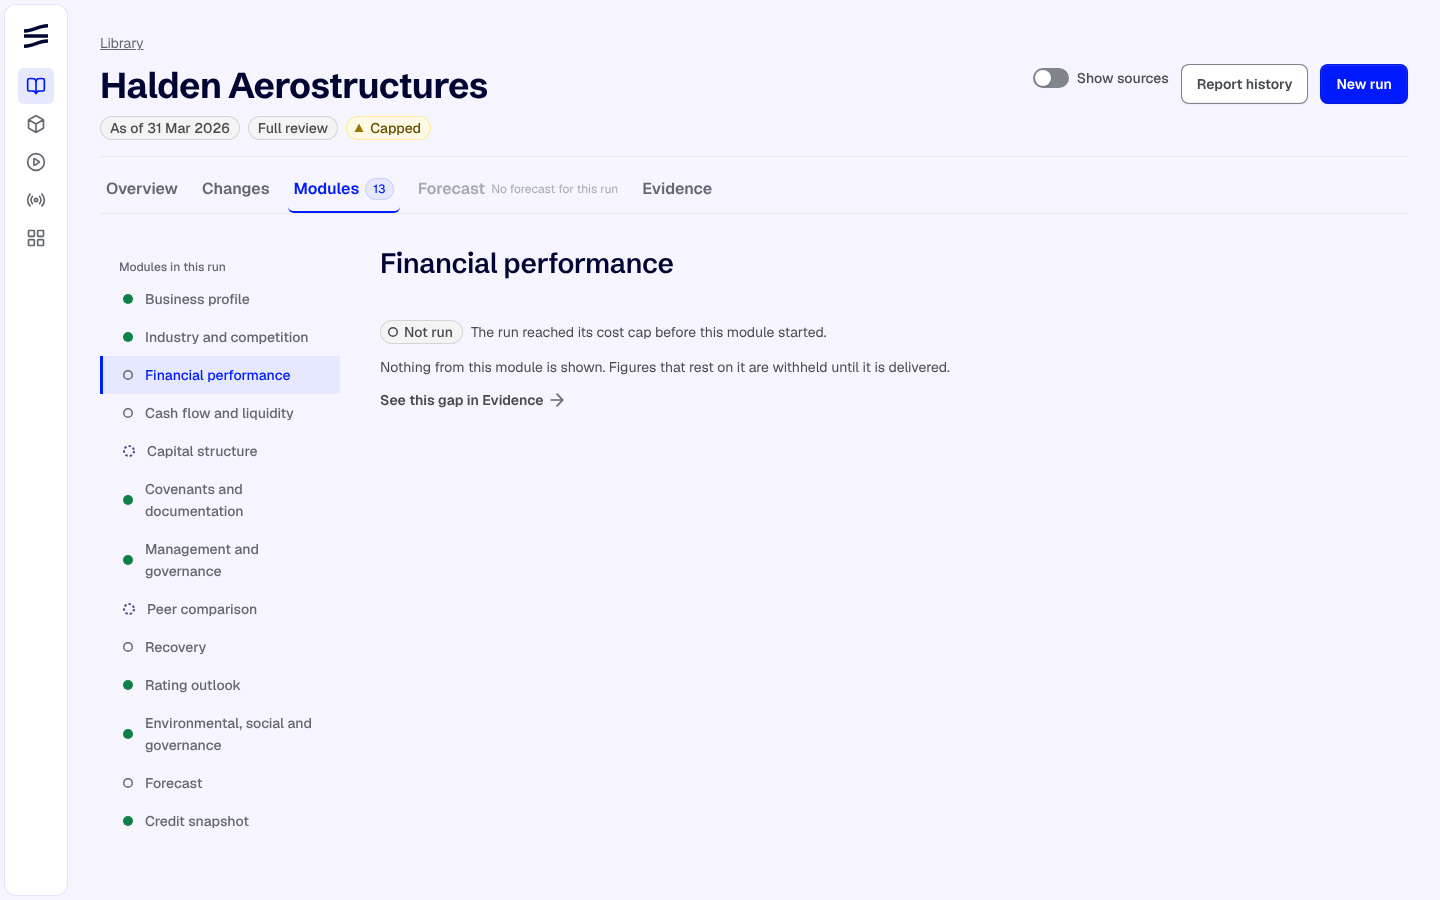 Library
Halden Aerostructures
Show sources
Report history
New run
As of 31 Mar 2026
Full review
Capped
Overview
Changes
Modules 13
Forecast No forecast for this run
Evidence
Modules in this run
Business profile
Industry and competition
Financial performance
Cash flow and liquidity
Capital structure
Covenants and
documentation
Management and
governance
Peer comparison
Recovery
Rating outlook
Environmental, social and
governance
Forecast
Credit snapshot
Financial performance
Not run The run reached its cost cap before this module started.
Nothing from this module is shown. Figures that rest on it are withheld until it is delivered.
See this gap in Evidence